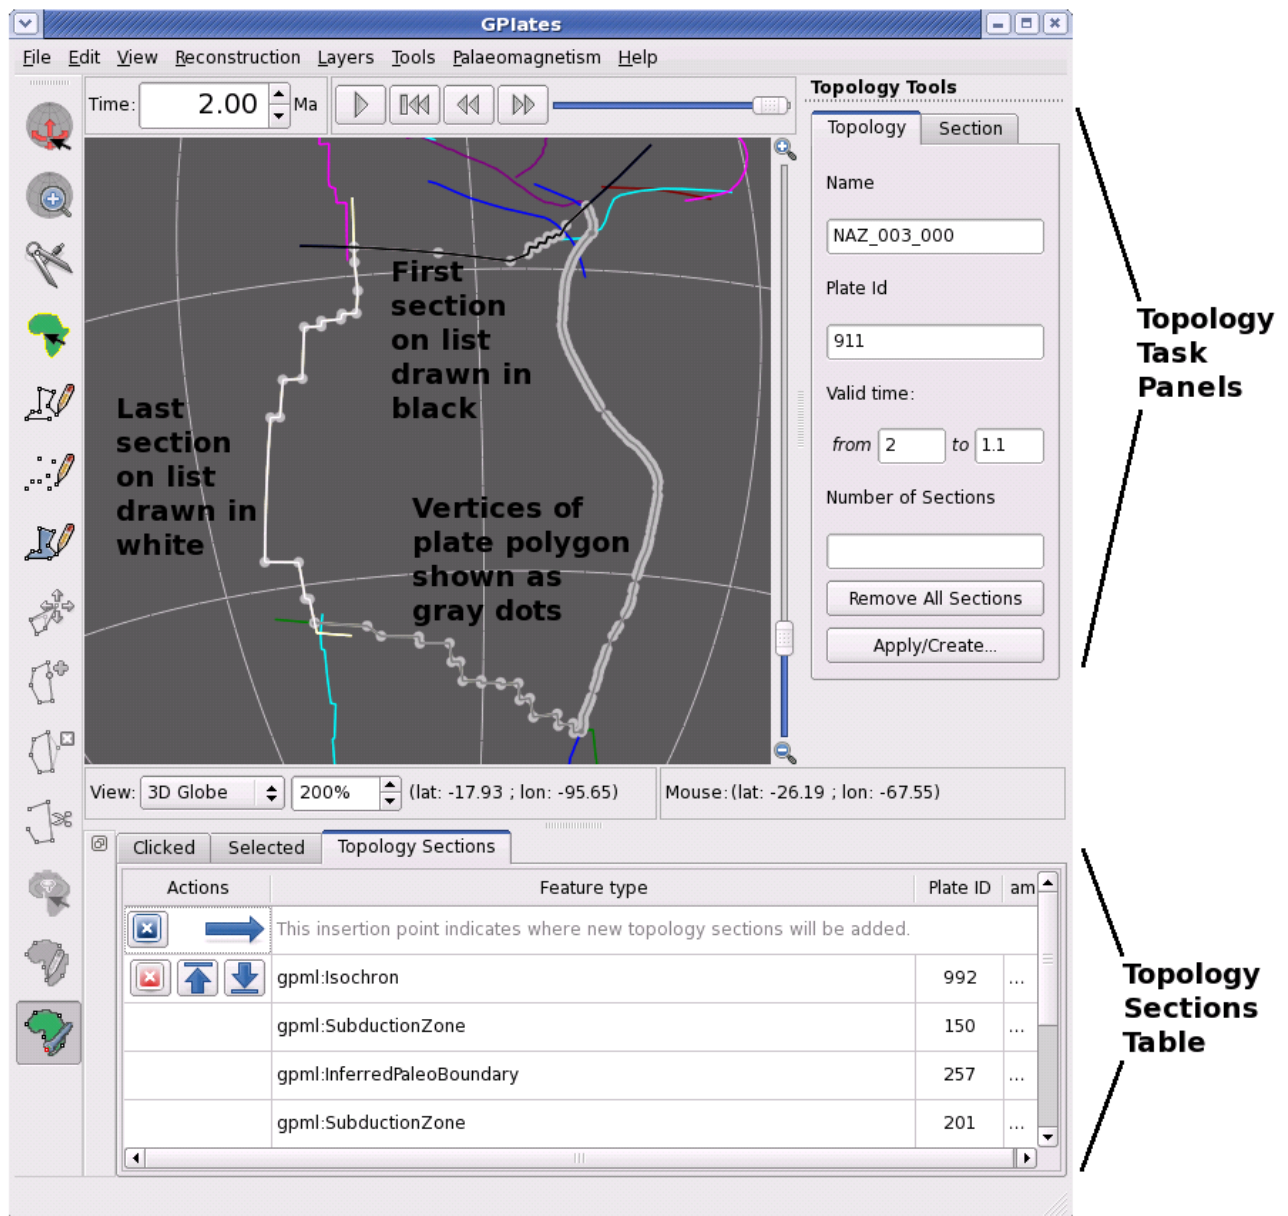 GPlates
File Edit View Reconstruction Layers Tools Palaeomagnetism Help
Time: 2.00 Ma
Topology Tools
Topology Section
Name
NAZ_003_000
Plate Id
911
Valid time:
from 2 to 1.1
Number of Sections
Remove All Sections
Apply/Create...
First
section
on list
drawn in
black
Last
section
on list
drawn in
white
Vertices of
plate polygon
shown as
gray dots
Topology
Task
Panels
View: 3D Globe 200% (lat: -17.93 ; lon: -95.65) Mouse: (lat: -26.19 ; lon: -67.55)
Clicked Selected Topology Sections
Actions Feature type Plate ID am
This insertion point indicates where new topology sections will be added.
gpml:Isochron 992 ...
gpml:SubductionZone 150 ...
gpml:InferredPaleoBoundary 257 ...
gpml:SubductionZone 201 ...
Topology
Sections
Table